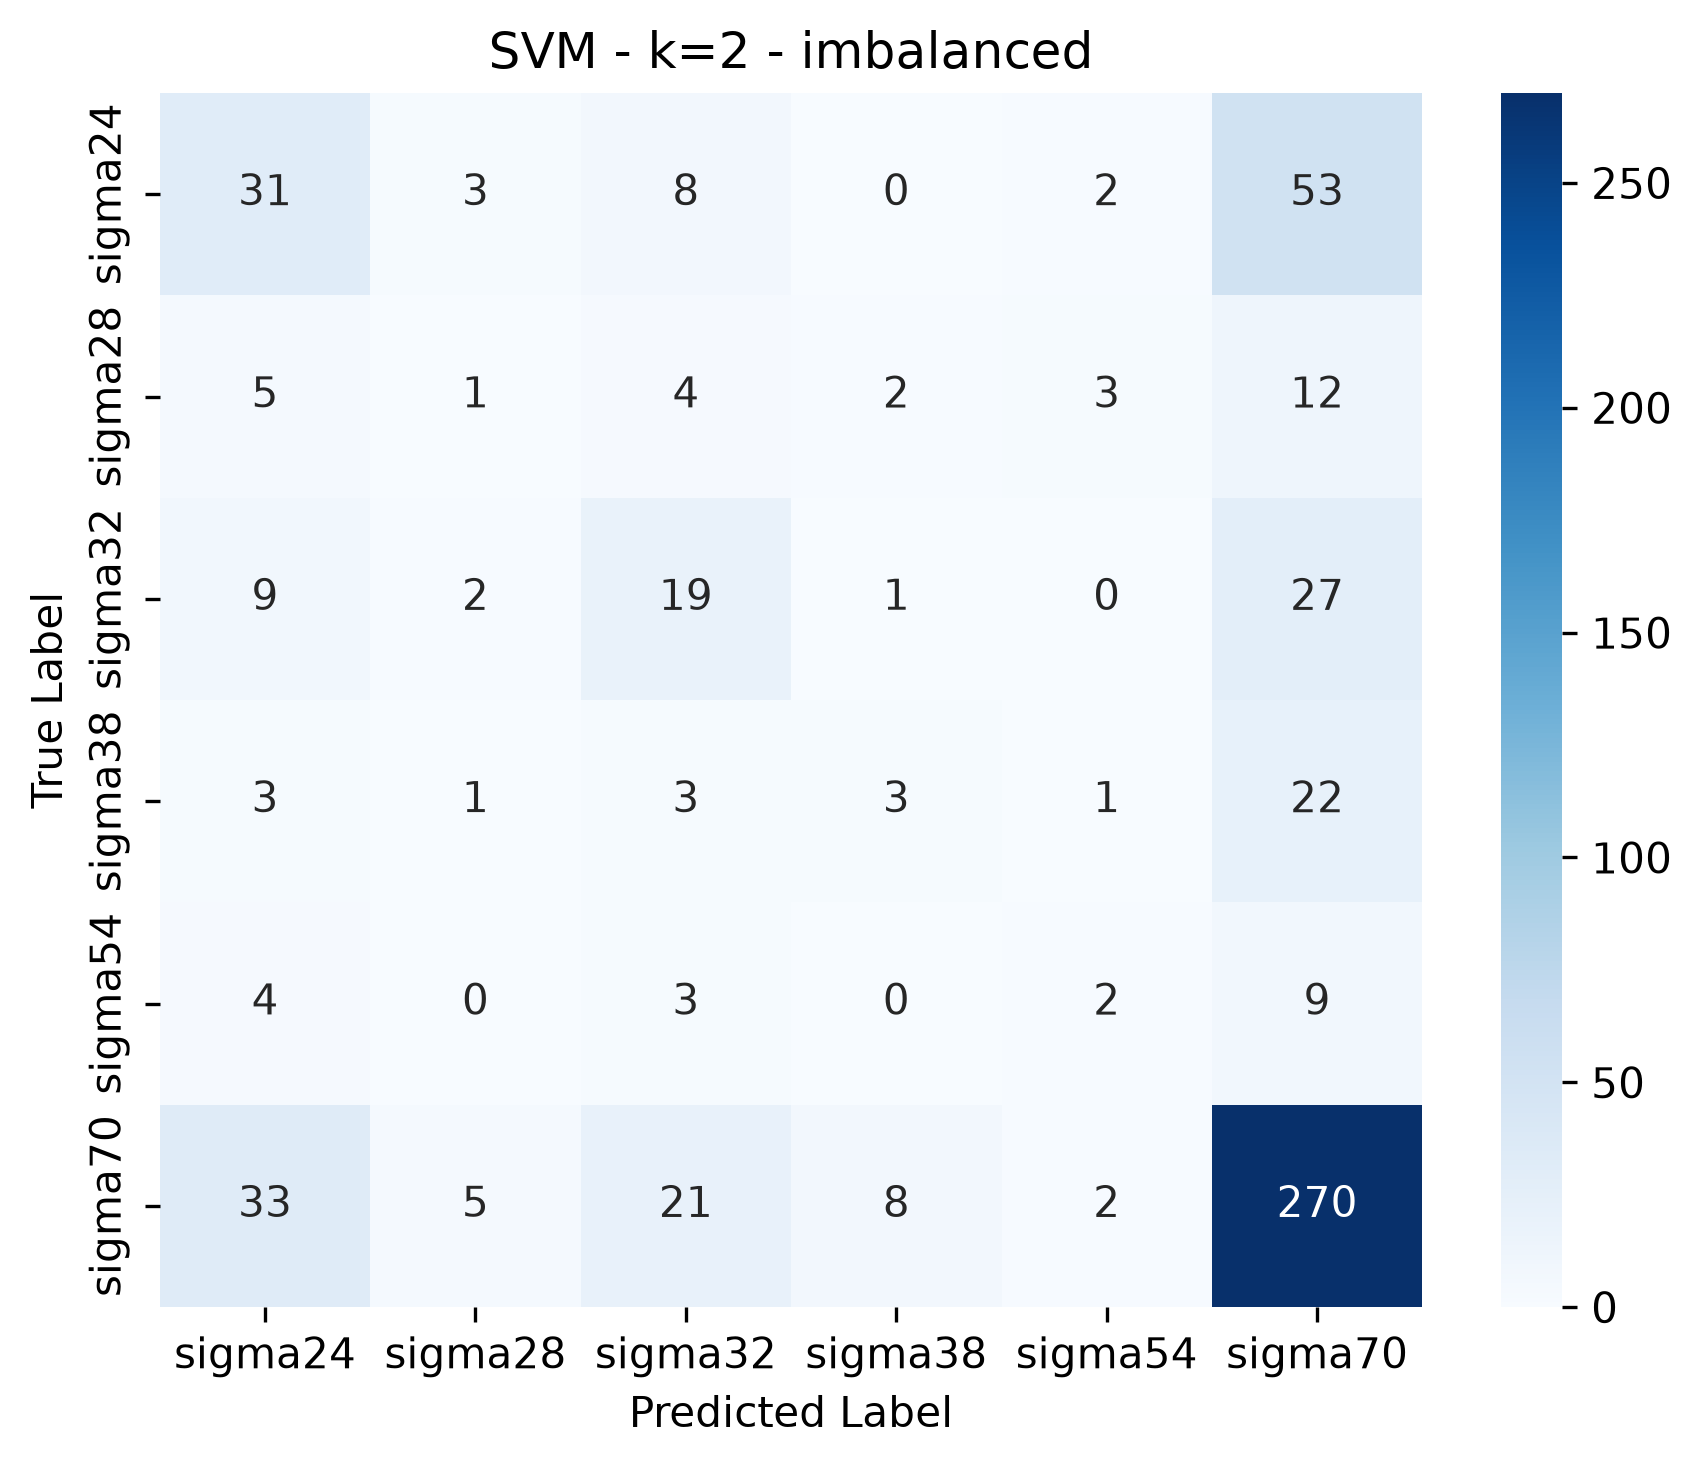 SVM - k=2 - imbalanced
True Label
sigma24 31 3 8 0 2 53
sigma28 5 1 4 2 3 12
sigma32 9 2 19 1 0 27
sigma38 3 1 3 3 1 22
sigma54 4 0 3 0 2 9
sigma70 33 5 21 8 2 270
sigma24 sigma28 sigma32 sigma38 sigma54 sigma70
Predicted Label
250
200
150
100
50
0